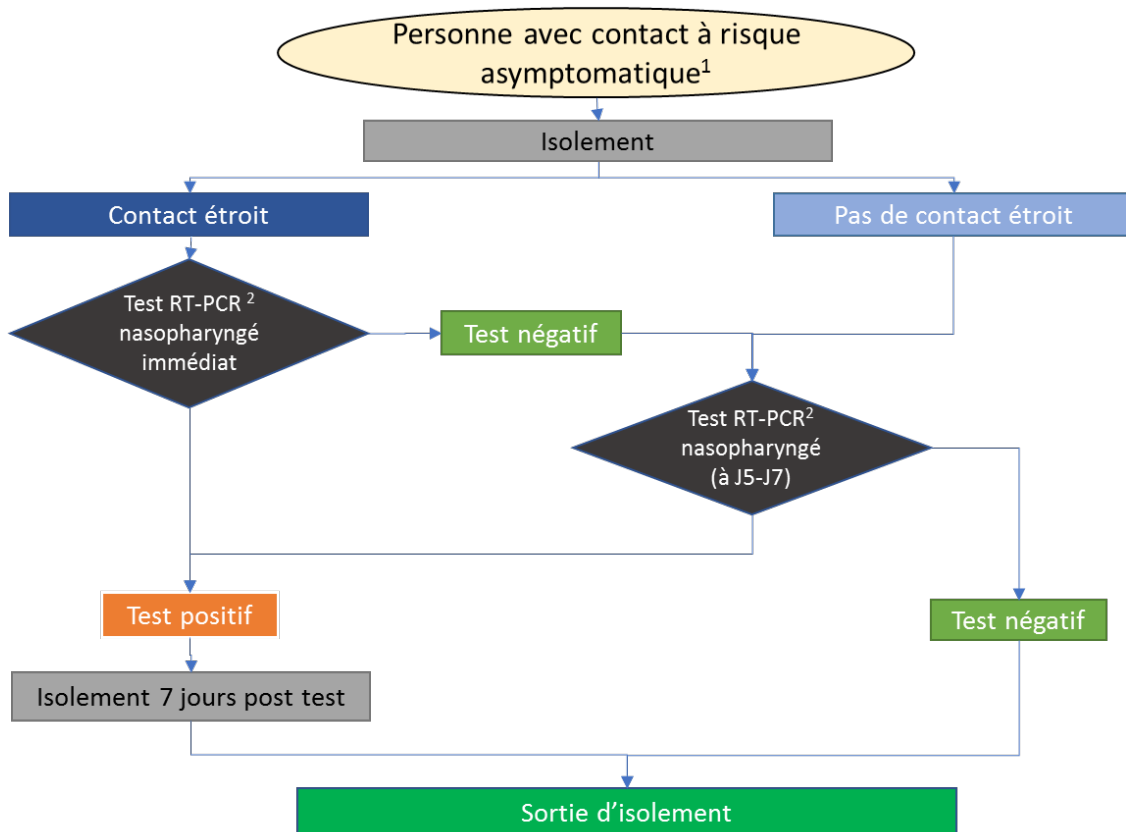 Personne avec contact à risque
asymptomatique¹
Isolement
Contact étroit
Pas de contact étroit
Test RT-PCR ²
nasopharyngé
immédiat
Test négatif
Test RT-PCR²
nasopharyngé
(à J5-J7)
Test positif
Test négatif
Isolement 7 jours post test
Sortie d'isolement